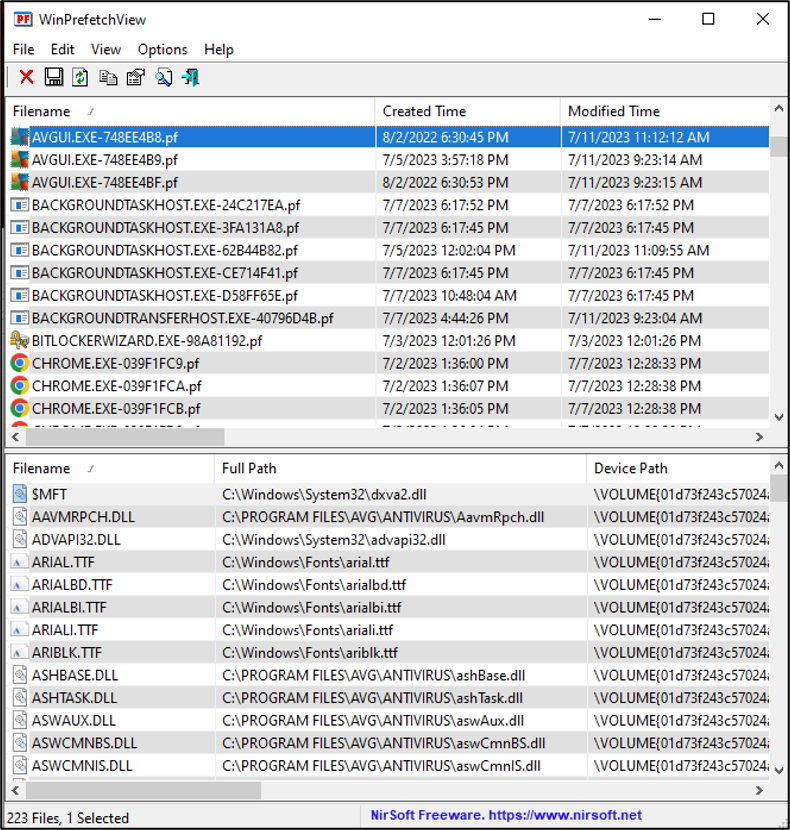 WinPrefetchView
File Edit View Options Help
Filename Created Time Modified Time
AVGUI.EXE-748EE4B8.pf 8/2/2022 6:30:45 PM 7/11/2023 11:12:12 AM
AVGUI.EXE-748EE4B9.pf 7/5/2023 3:57:18 PM 7/11/2023 9:23:14 AM
AVGUI.EXE-748EE4BF.pf 8/2/2022 6:30:53 PM 7/11/2023 9:23:15 AM
BACKGROUNDTASKHOST.EXE-24C217EA.pf 7/7/2023 6:17:52 PM 7/7/2023 6:17:52 PM
BACKGROUNDTASKHOST.EXE-3FA131A8.pf 7/7/2023 6:17:45 PM 7/7/2023 6:17:45 PM
BACKGROUNDTASKHOST.EXE-62B44B82.pf 7/5/2023 12:02:04 PM 7/11/2023 11:09:55 AM
BACKGROUNDTASKHOST.EXE-CE714F41.pf 7/7/2023 6:17:45 PM 7/7/2023 6:17:45 PM
BACKGROUNDTASKHOST.EXE-D58FF65E.pf 7/7/2023 10:48:04 AM 7/7/2023 6:17:45 PM
BACKGROUNDTRANSFERHOST.EXE-40796D4B.pf 7/7/2023 4:44:26 PM 7/11/2023 9:23:04 AM
BITLOCKERWIZARD.EXE-98A81192.pf 7/3/2023 12:01:26 PM 7/3/2023 12:01:26 PM
CHROME.EXE-039F1FC9.pf 7/2/2023 1:36:00 PM 7/7/2023 12:28:33 PM
CHROME.EXE-039F1FCA.pf 7/2/2023 1:36:07 PM 7/7/2023 12:28:38 PM
CHROME.EXE-039F1FCB.pf 7/2/2023 1:36:05 PM 7/7/2023 12:28:38 PM
Filename Full Path Device Path
$MFT C:\Windows\System32\dxva2.dll \VOLUME{01d73f243c57024
AAVMRPCH.DLL C:\PROGRAM FILES\AVG\ANTIVIRUS\AavmRpch.dll \VOLUME{01d73f243c57024
ADVAPI32.DLL C:\Windows\System32\advapi32.dll \VOLUME{01d73f243c57024
ARIAL.TTF C:\Windows\Fonts\arial.ttf \VOLUME{01d73f243c57024
ARIALBD.TTF C:\Windows\Fonts\arialbd.ttf \VOLUME{01d73f243c57024
ARIALBI.TTF C:\Windows\Fonts\arialbi.ttf \VOLUME{01d73f243c57024
ARIALI.TTF C:\Windows\Fonts\ariali.ttf \VOLUME{01d73f243c57024
ARIBLK.TTF C:\Windows\Fonts\ariblk.ttf \VOLUME{01d73f243c57024
ASHBASE.DLL C:\PROGRAM FILES\AVG\ANTIVIRUS\ashBase.dll \VOLUME{01d73f243c57024
ASHTASK.DLL C:\PROGRAM FILES\AVG\ANTIVIRUS\ashTask.dll \VOLUME{01d73f243c57024
ASWAUX.DLL C:\PROGRAM FILES\AVG\ANTIVIRUS\aswAux.dll \VOLUME{01d73f243c57024
ASWCMNBS.DLL C:\PROGRAM FILES\AVG\ANTIVIRUS\aswCmnBS.dll \VOLUME{01d73f243c57024
ASWCMNIS.DLL C:\PROGRAM FILES\AVG\ANTIVIRUS\aswCmnIS.dll \VOLUME{01d73f243c57024
223 Files, 1 Selected NirSoft Freeware. https://www.nirsoft.net